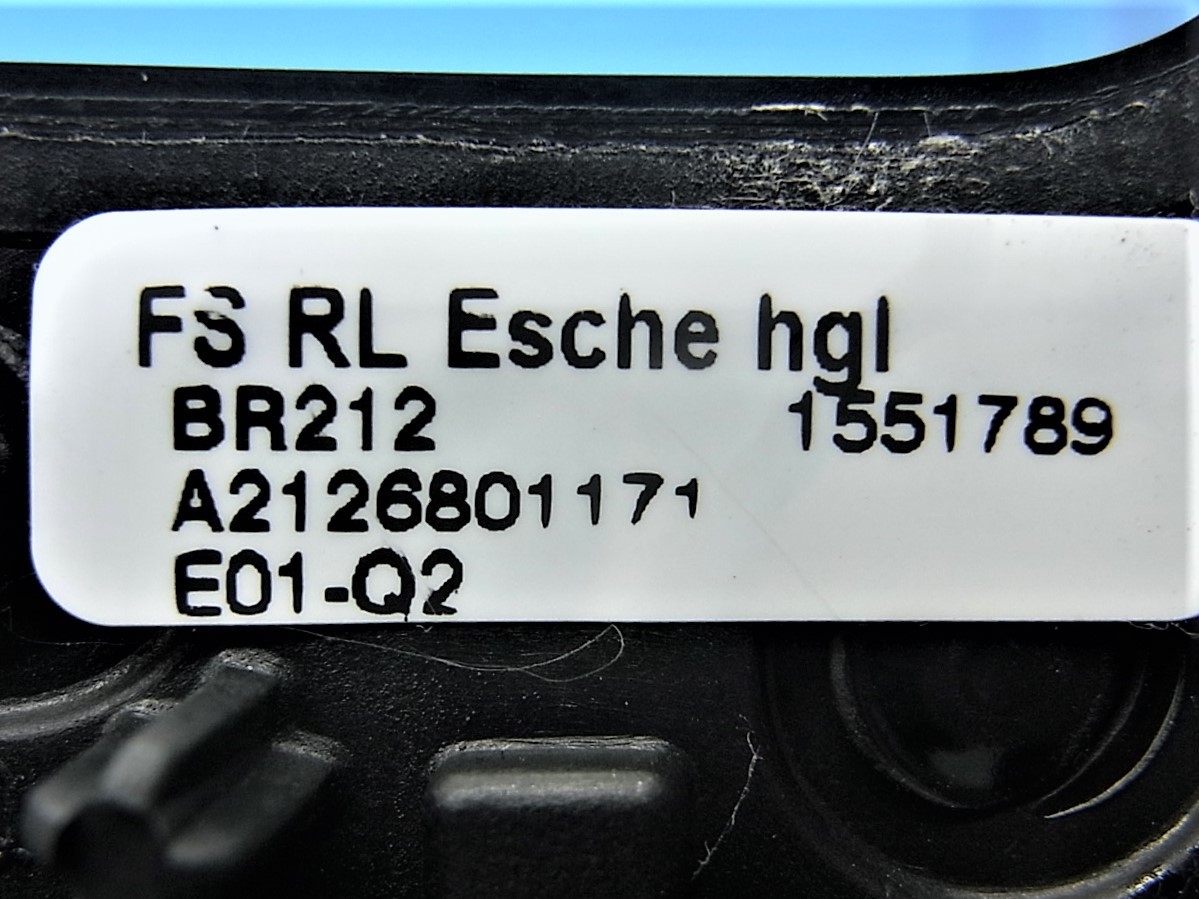 FS RL Esche hgl
BR212 1551789
A2126801171
E01-Q2